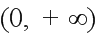 (0, + ∞)